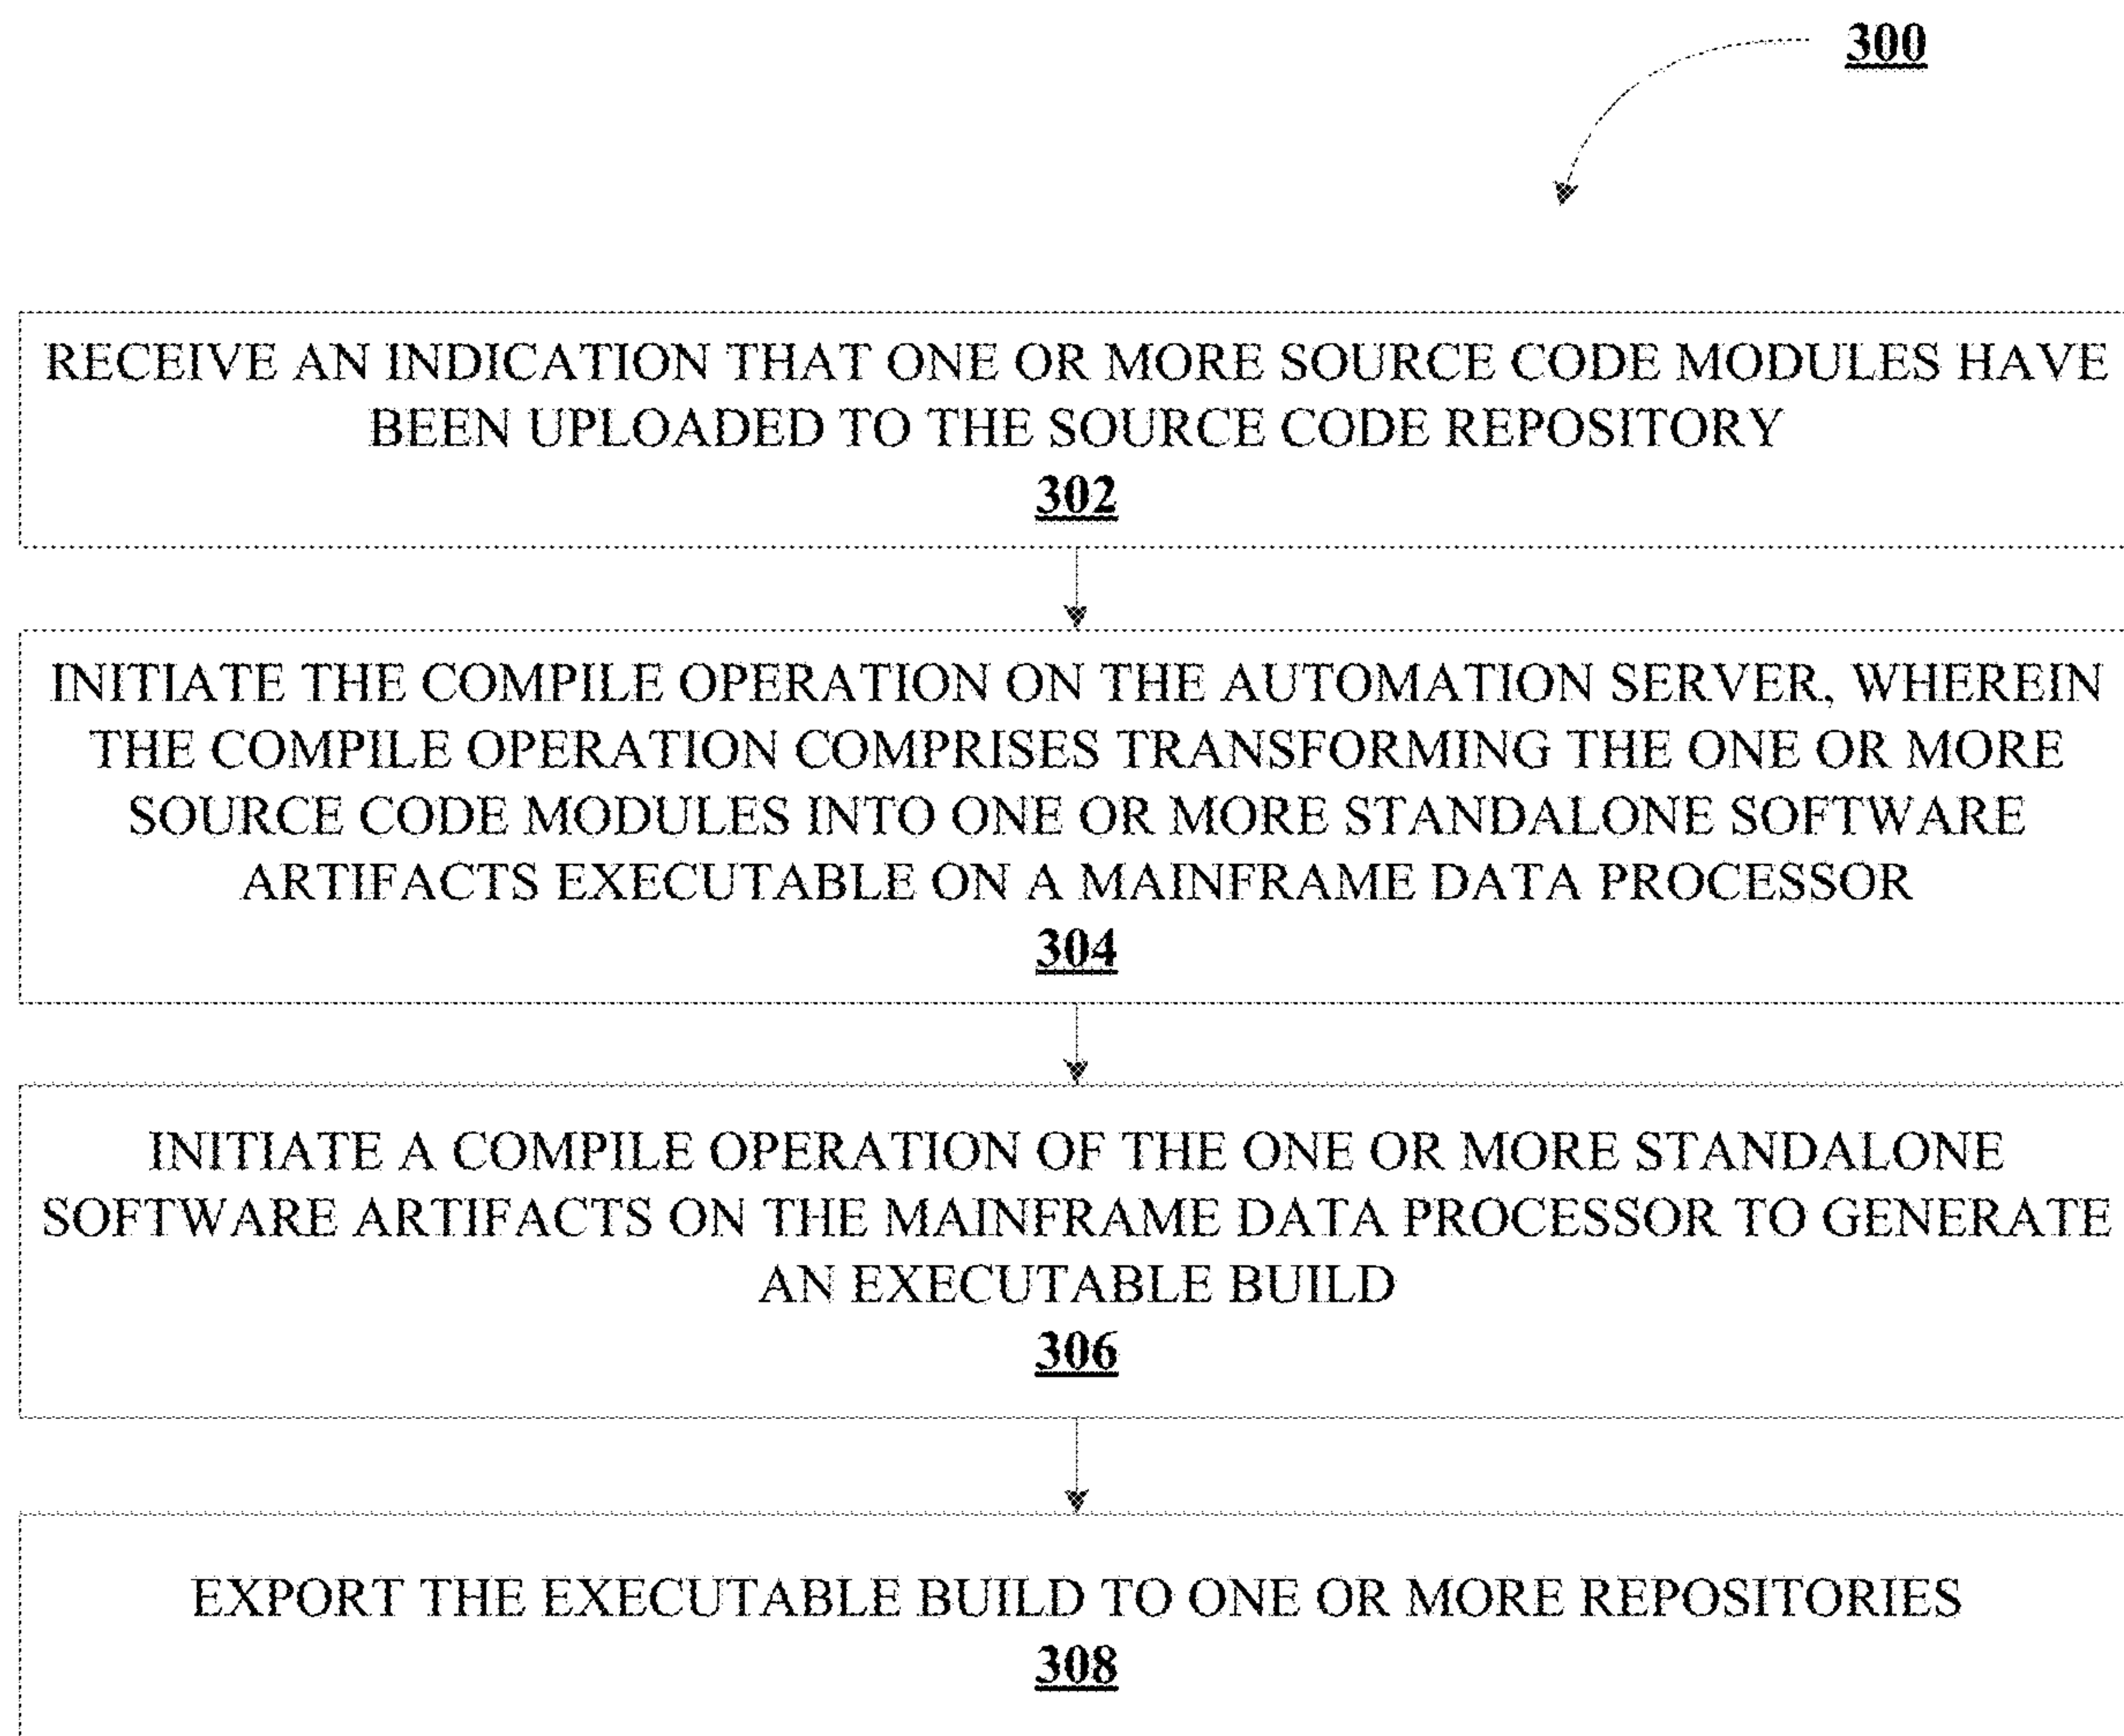 300
RECEIVE AN INDICATION THAT ONE OR MORE SOURCE CODE MODULES HAVE
BEEN UPLOADED TO THE SOURCE CODE REPOSITORY
302
INITIATE THE COMPILE OPERATION ON THE AUTOMATION SERVER, WHEREIN
THE COMPILE OPERATION COMPRISES TRANSFORMING THE ONE OR MORE
SOURCE CODE MODULES INTO ONE OR MORE STANDALONE SOFTWARE
ARTIFACTS EXECUTABLE ON A MAINFRAME DATA PROCESSOR
304
INITIATE A COMPILE OPERATION OF THE ONE OR MORE STANDALONE
SOFTWARE ARTIFACTS ON THE MAINFRAME DATA PROCESSOR TO GENERATE
AN EXECUTABLE BUILD
306
EXPORT THE EXECUTABLE BUILD TO ONE OR MORE REPOSITORIES
308